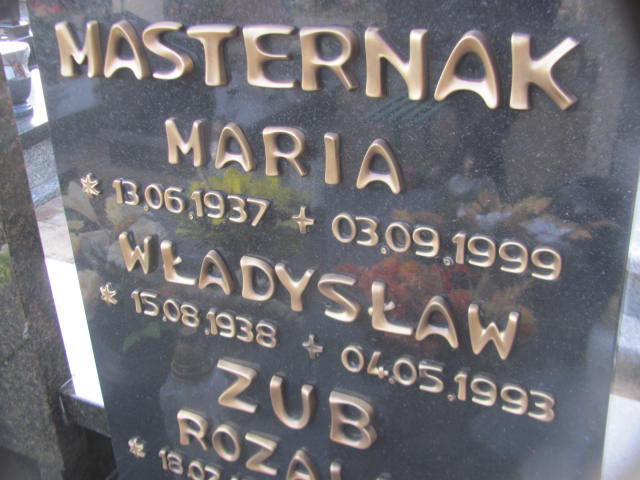 MASTERNAK
MARIA
* 13.06.1937 + 03.09.1999
WŁADYSŁAW
* 15.08.1938 + 04.05.1993
ZUB